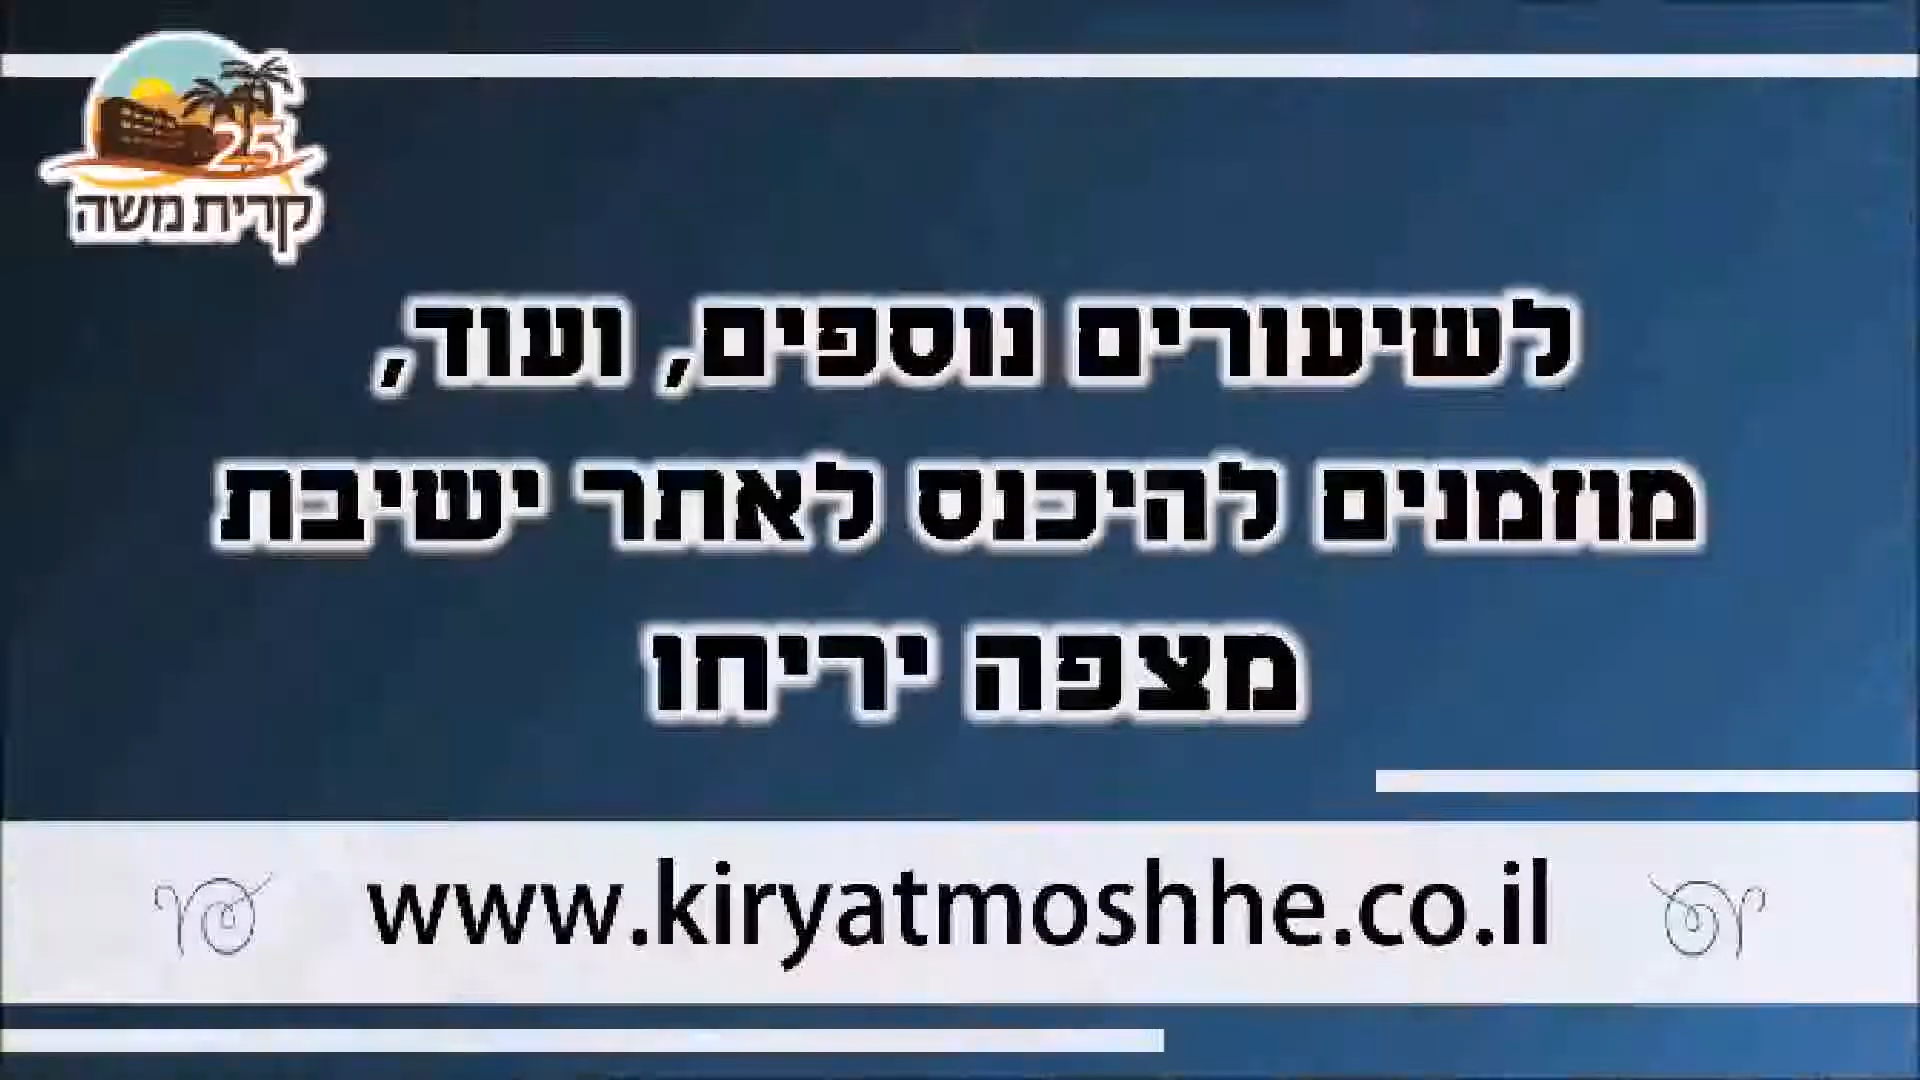 25
קרית משה
לשיעורים נוספים, ועוד,
מוזמנים להיכנס לאתר ישיבת
מצפה יריחו
www.kiryatmoshhe.co.il